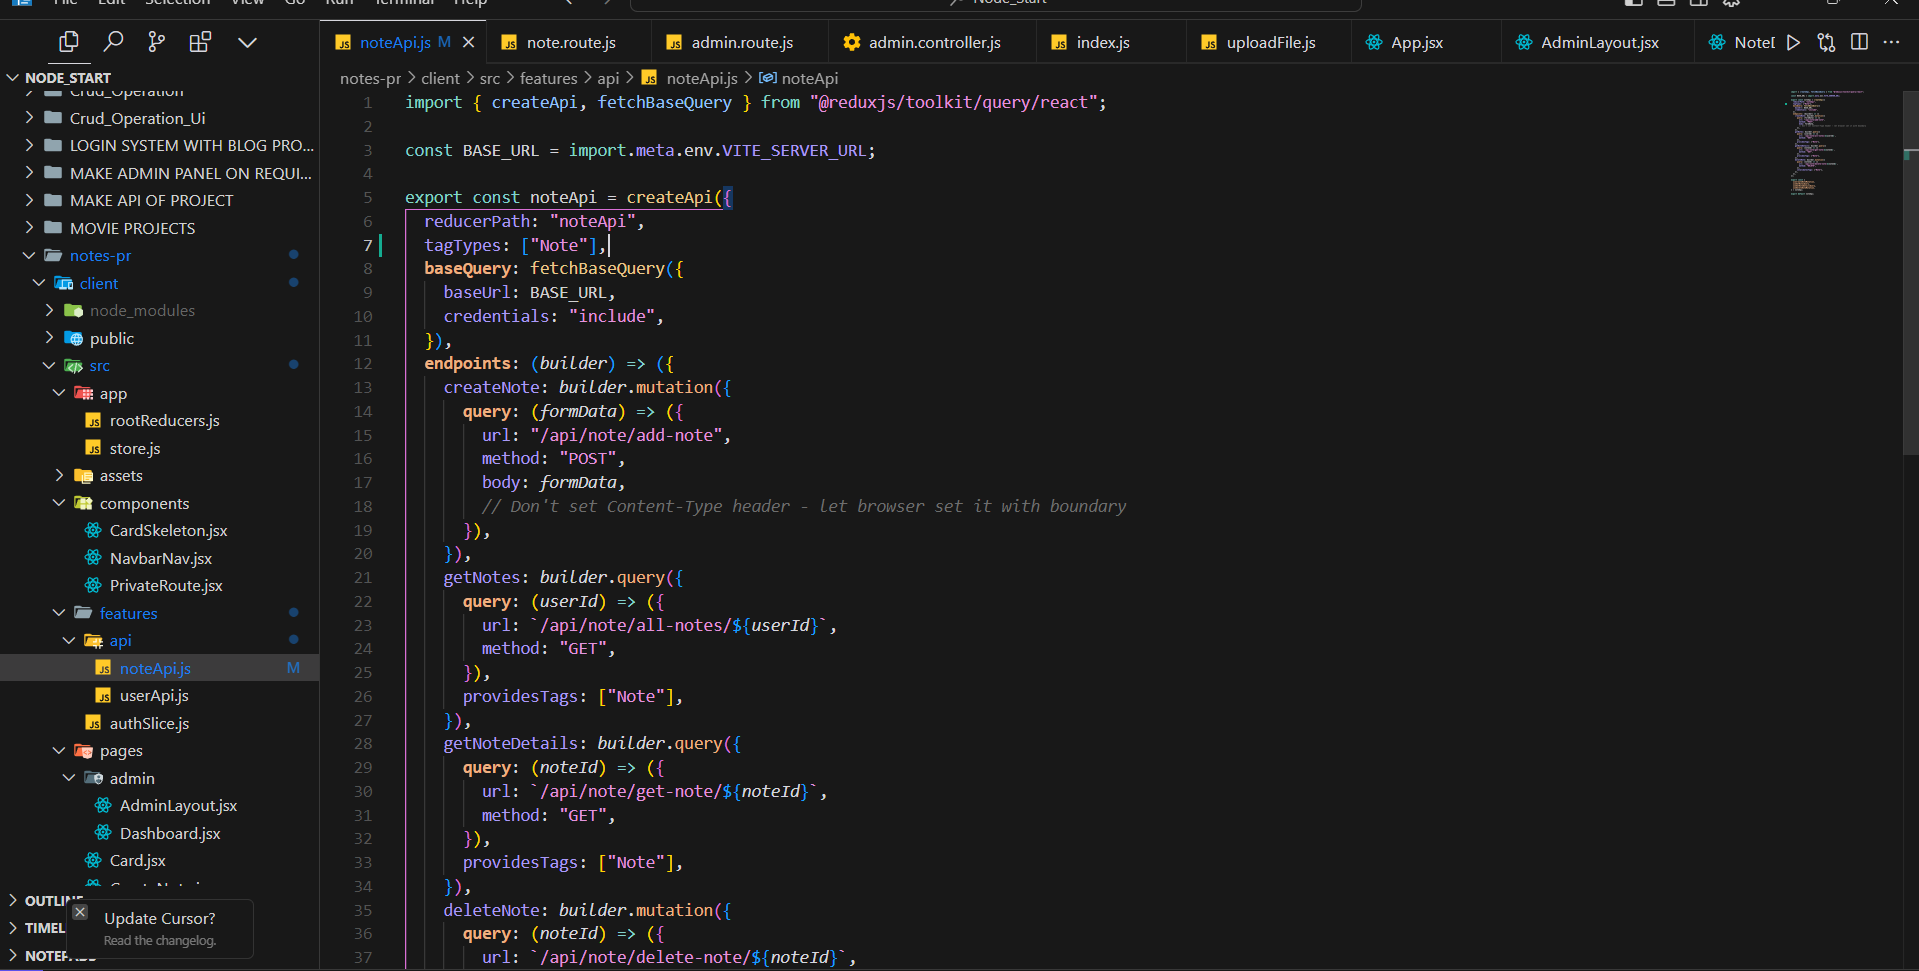 File Edit Selection View Go Run Terminal Help
Node_Start
noteApi.js M
note.route.js
admin.route.js
admin.controller.js
index.js
uploadFile.js
App.jsx
AdminLayout.jsx
NODE_START
Crud_Operation
Crud_Operation_Ui
LOGIN SYSTEM WITH BLOG PRO...
MAKE ADMIN PANEL ON REQUI...
MAKE API OF PROJECT
MOVIE PROJECTS
notes-pr
client
node_modules
public
src
app
rootReducers.js
store.js
assets
components
CardSkeleton.jsx
NavbarNav.jsx
PrivateRoute.jsx
features
api
noteApi.js M
userApi.js
authSlice.js
pages
admin
AdminLayout.jsx
Dashboard.jsx
Card.jsx
OUTLINE
Update Cursor?
Read the changelog.
notes-pr > client > src > features > api > noteApi.js > noteApi
1 import { createApi, fetchBaseQuery } from "@reduxjs/toolkit/query/react";
2
3 const BASE_URL = import.meta.env.VITE_SERVER_URL;
4
5 export const noteApi = createApi({
6 reducerPath: "noteApi",
7 tagTypes: ["Note"],
8 baseQuery: fetchBaseQuery({
9 baseUrl: BASE_URL,
10 credentials: "include",
11 }),
12 endpoints: (builder) => ({
13 createNote: builder.mutation({
14 query: (formData) => ({
15 url: "/api/note/add-note",
16 method: "POST",
17 body: formData,
18 // Don't set Content-Type header - let browser set it with boundary
19 }),
20 }),
21 getNotes: builder.query({
22 query: (userId) => ({
23 url: `/api/note/all-notes/${userId}`,
24 method: "GET",
25 }),
26 providesTags: ["Note"],
27 }),
28 getNoteDetails: builder.query({
29 query: (noteId) => ({
30 url: `/api/note/get-note/${noteId}`,
31 method: "GET",
32 }),
33 providesTags: ["Note"],
34 }),
35 deleteNote: builder.mutation({
36 query: (noteId) => ({
37 url: `/api/note/delete-note/${noteId}`,